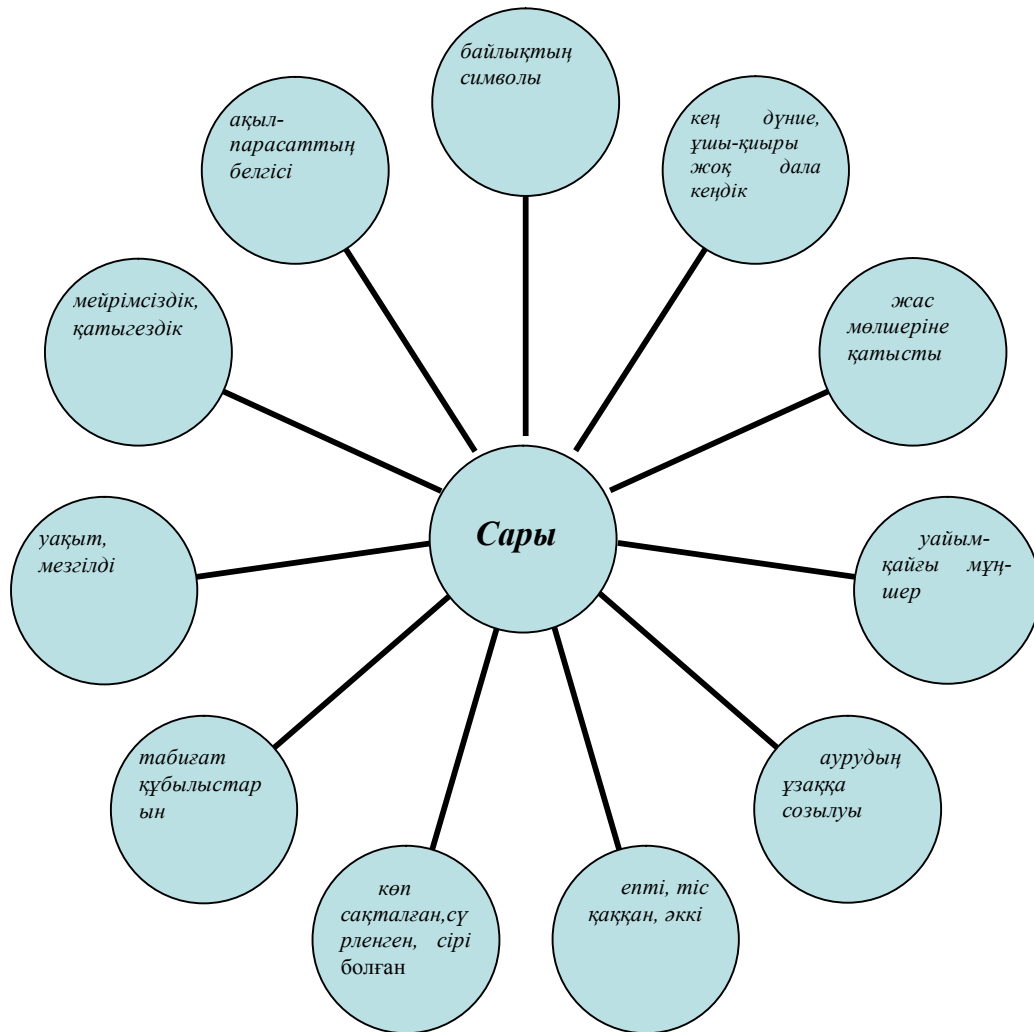 байлықтың
символы
кең дүние,
ұшы-қиыры
жоқ дала
кеңдік
жас
мөлшеріне
қатысты
уайым-
қайғы мұң-
шер
аурудың
ұзаққа
созылуы
епті, тіс
қаққан, әккі
көп
сақталған,сү
рленген, сірі
болған
табиғат
құбылыстар
ын
уақыт,
мезгілді
мейрімсіздік,
қатыгездік
ақыл-
парасаттың
белгісі
Сары